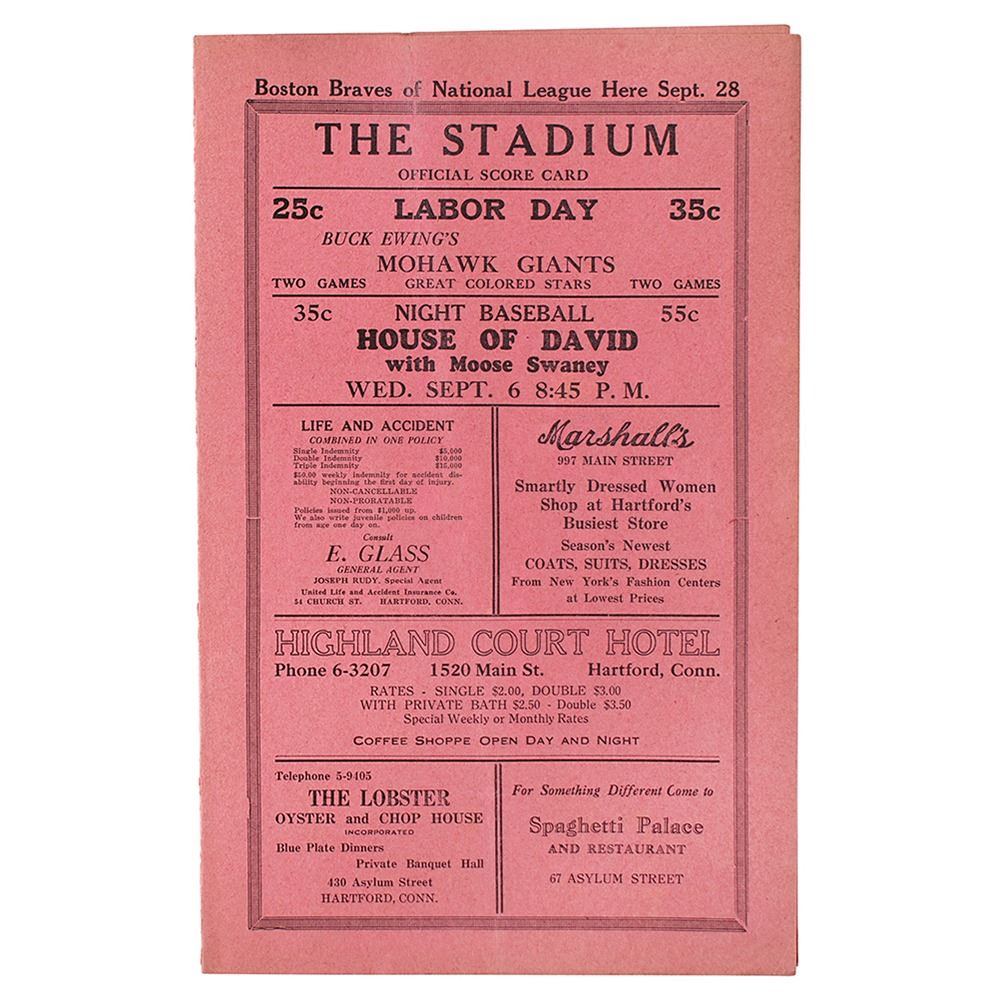 Boston Braves of National League Here Sept. 28
THE STADIUM
OFFICIAL SCORE CARD
25c LABOR DAY 35c
BUCK EWING'S
MOHAWK GIANTS
TWO GAMES GREAT COLORED STARS TWO GAMES
35c NIGHT BASEBALL 55c
HOUSE OF DAVID
with Moose Swaney
WED. SEPT. 6 8:45 P. M.
LIFE AND ACCIDENT
COMBINED IN ONE POLICY
Single Indemnity $5,000
Double Indemnity $10,000
Triple Indemnity $15,000
$50.00 weekly indemnity for accident dis-
ability beginning the first day of injury.
NON-CANCELLABLE
NON-PRORATABLE
Policies issued from $1,000 up.
We also write juvenile policies on children
from age one day on.
Consult
E. GLASS
GENERAL AGENT
JOSEPH RUDY, Special Agent
United Life and Accident Insurance Co.
54 CHURCH ST. HARTFORD, CONN.
Marshall's
997 MAIN STREET
Smartly Dressed Women
Shop at Hartford's
Busiest Store
Season's Newest
COATS, SUITS, DRESSES
From New York's Fashion Centers
at Lowest Prices
HIGHLAND COURT HOTEL
Phone 6-3207 1520 Main St. Hartford, Conn.
RATES - SINGLE $2.00, DOUBLE $3.00
WITH PRIVATE BATH $2.50 - Double $3.50
Special Weekly or Monthly Rates
COFFEE SHOPPE OPEN DAY AND NIGHT
Telephone 5-9405
THE LOBSTER
OYSTER and CHOP HOUSE
INCORPORATED
Blue Plate Dinners
Private Banquet Hall
430 Asylum Street
HARTFORD, CONN.
For Something Different Come to
Spaghetti Palace
AND RESTAURANT
67 ASYLUM STREET